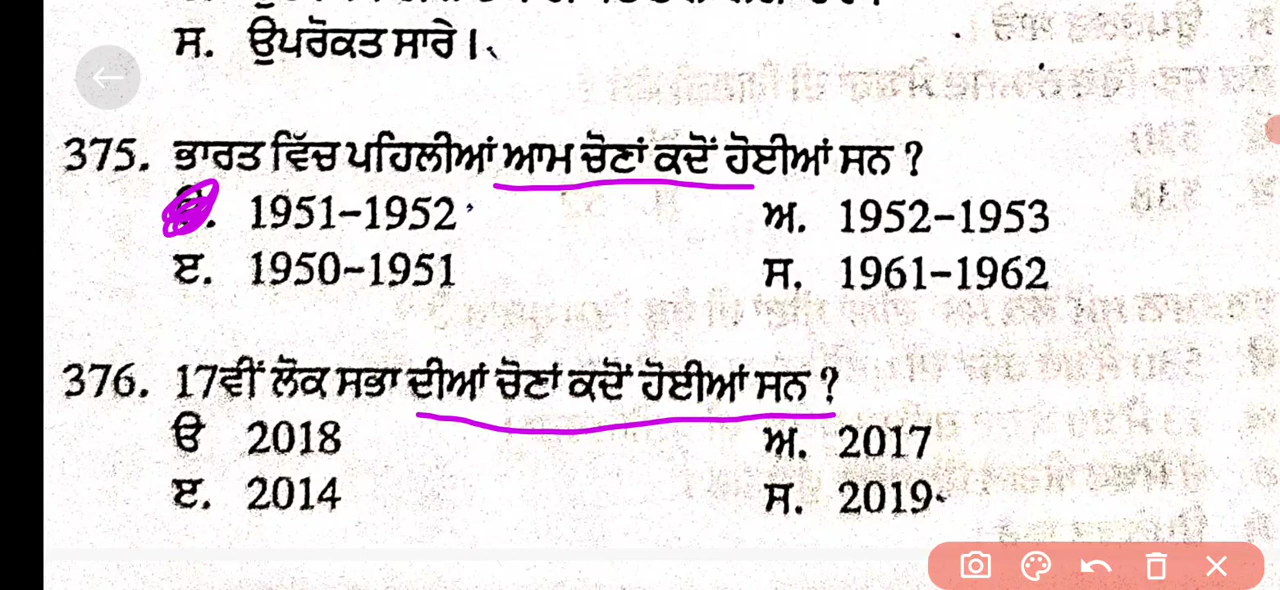 ਸ. ਉਪਰੋਕਤ ਸਾਰੇ।
375. ਭਾਰਤ ਵਿੱਚ ਪਹਿਲੀਆਂ ਆਮ ਚੋਣਾਂ ਕਦੋਂ ਹੋਈਆਂ ਸਨ ?
1951-1952 ਅ. 1952-1953
ੲ. 1950-1951 ਸ. 1961-1962
376. 17ਵੀਂ ਲੋਕ ਸਭਾ ਦੀਆਂ ਚੋਣਾਂ ਕਦੋਂ ਹੋਈਆਂ ਸਨ ?
ੳ 2018 ਅ. 2017
ੲ. 2014 ਸ. 2019